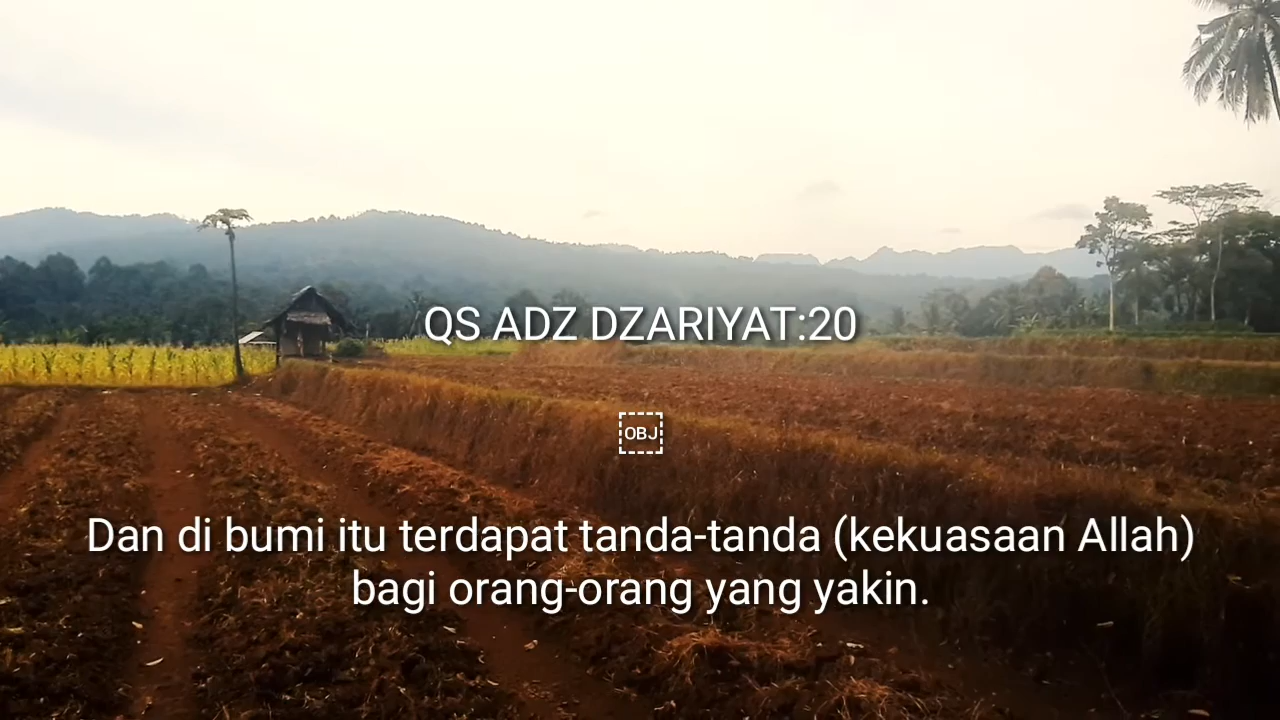 QS ADZ DZARIYAT:20
OBJ
Dan di bumi itu terdapat tanda-tanda (kekuasaan Allah)
bagi orang-orang yang yakin.